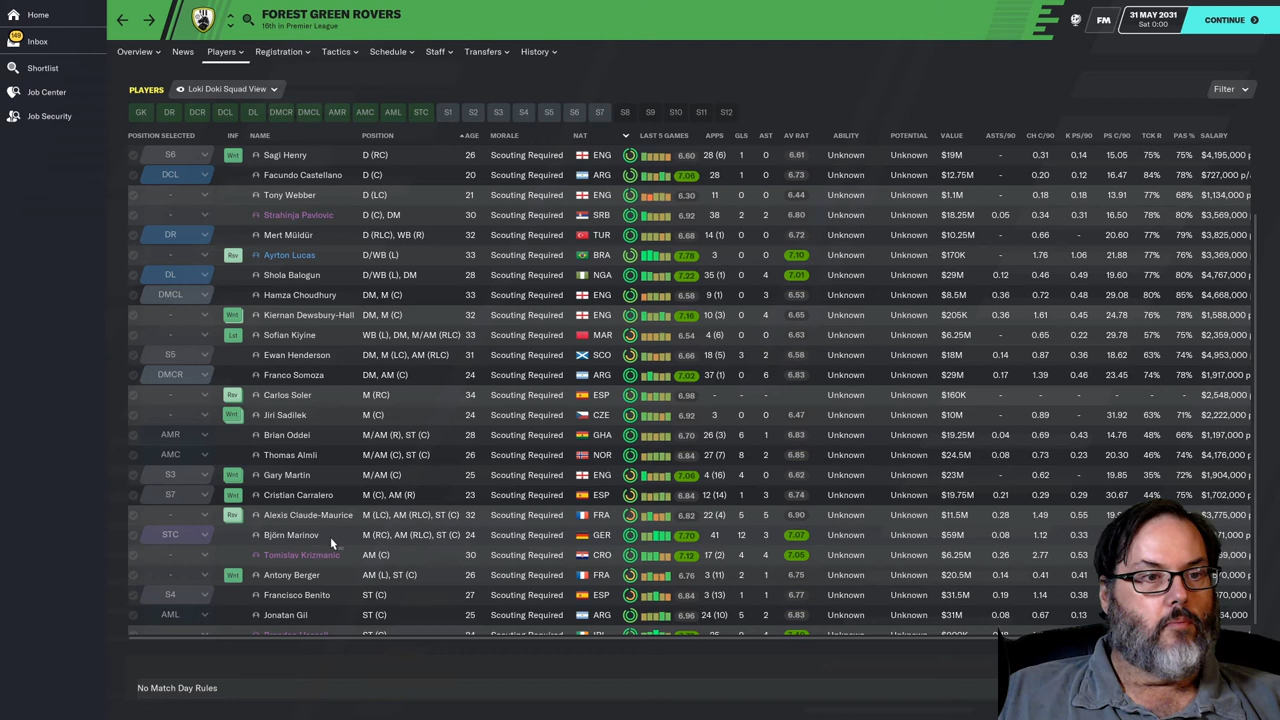 Home
FOREST GREEN ROVERS
16th in Premier League
FM
31 MAY 2031
Sat 0:00
CONTINUE
149
Inbox
Shortlist
Job Center
Job Security
Overview News Players Registration Tactics Schedule Staff Transfers History
PLAYERS Loki Doki Squad View Filter
GK DR DCR DCL DL DMCR DMCL AMR AMC AML STC S1 S2 S3 S4 S5 S6 S7 S8 S9 S10 S11 S12
POSITION SELECTED INF NAME POSITION AGE MORALE NAT LAST 5 GAMES APPS GLS AST AV RAT ABILITY POTENTIAL VALUE ASTS/90 CH C/90 K PS/90 PS C/90 TCK R PAS % SALARY
S6 Wnt Sagi Henry D (RC) 26 Scouting Required ENG 6.60 28 (6) 1 0 6.61 Unknown Unknown $19M - 0.31 0.14 15.05 75% 75% $4,195,000 p
DCL Facundo Castellano D (C) 20 Scouting Required ARG 7.06 28 1 0 6.73 Unknown Unknown $12.75M - 0.20 0.12 16.47 84% 78% $727,000 p/
- Tony Webber D (LC) 21 Scouting Required ENG 6.30 11 0 0 6.44 Unknown Unknown $1.1M - 0.18 0.18 13.91 77% 68% $1,134,000 p
- Strahinja Pavlovic D (C), DM 30 Scouting Required SRB 6.92 38 0 2 6.80 Unknown Unknown $18.25M 0.05 0.34 0.31 16.50 78% 80% $3,569,000 p
DR Mert Müldür D (RLC), WB (R) 32 Scouting Required TUR 6.68 14 (1) 0 0 6.72 Unknown Unknown $10.25M - 0.66 - 20.60 77% 79% $3,825,000 p
- Rsv Ayrton Lucas D/WB (L) 33 Scouting Required BRA 7.78 3 0 0 7.10 Unknown Unknown $170K - 1.76 1.06 21.88 77% 76% $3,369,000 p
DL Shola Balogun D/WB (L), DM 28 Scouting Required NGA 7.22 35 (1) 0 4 7.01 Unknown Unknown $29M 0.12 0.46 0.49 19.60 76% 80% $4,767,000 p
DMCL Hamza Choudhury DM, M (C) 33 Scouting Required ENG 6.58 9 (1) 0 3 6.53 Unknown Unknown $8.5M 0.36 0.72 0.48 29.08 80% 85% $4,668,000 p
- Wnt Kiernan Dewsbury-Hall DM, M (C) 32 Scouting Required ENG 7.16 10 (3) 0 4 6.65 Unknown Unknown $205K 0.36 1.61 0.45 24.78 76% 78% $1,588,000 p
- Lst Sofian Kiyine WB (L), DM, M/AM (RLC) 33 Scouting Required MAR 6.54 4 (6) 0 0 6.63 Unknown Unknown $6.25M - 0.65 0.22 29.78 57% 75% $2,359,000 p
S5 Ewan Henderson DM, M (LC), AM (RLC) 31 Scouting Required SCO 6.66 18 (5) 3 2 6.58 Unknown Unknown $18M 0.14 0.87 0.36 18.62 63% 74% $4,953,000 p
DMCR Franco Somoza DM, AM (C) 24 Scouting Required ARG 7.02 37 (1) 0 6 6.83 Unknown Unknown $29M 0.17 1.39 0.46 23.45 74% 78% $1,917,000 p
- Rsv Carlos Soler M (RC) 34 Scouting Required ESP 6.98 - - - - Unknown Unknown $160K - - - - - - $2,548,000 p
- Wnt Jiri Sadilek M (C) 24 Scouting Required CZE 6.92 3 0 0 6.47 Unknown Unknown $10M - 0.89 - 31.92 63% 71% $2,222,000 p
AMR Brian Oddei M/AM (R), ST (C) 28 Scouting Required GHA 6.70 26 (3) 6 1 6.83 Unknown Unknown $19.25M 0.04 0.69 0.43 14.76 48% 66% $1,197,000 p
AMC Thomas Almli M/AM (C), ST (C) 26 Scouting Required NOR 6.84 27 (7) 8 2 6.85 Unknown Unknown $24.5M 0.08 0.73 0.23 20.30 46% 74% $4,176,000 p
S3 Wnt Gary Martin M/AM (C) 25 Scouting Required ENG 7.06 4 (16) 4 0 6.62 Unknown Unknown $23M - 0.62 - 19.85 35% 72% $1,904,000 p
S7 Wnt Cristian Carralero M (C), AM (R) 23 Scouting Required ESP 6.84 12 (14) 1 3 6.74 Unknown Unknown $19.75M 0.21 0.29 0.29 30.67 44% 75% $1,702,000 p
- Rsv Alexis Claude-Maurice M (LC), AM (RLC), ST (C) 32 Scouting Required FRA 6.82 22 (4) 5 5 6.90 Unknown Unknown $11.5M 0.28 1.49 0.55
STC Björn Marinov M (RC), AM (RLC), ST (C) 24 Scouting Required GER 7.70 41 12 3 7.07 Unknown Unknown $59M 0.08 1.12 0.33
- Tomislav Krizmanic AM (C) 30 Scouting Required CRO 7.12 17 (2) 4 4 7.05 Unknown Unknown $6.25M 0.26 2.77 0.53
- Wnt Antony Berger AM (L), ST (C) 26 Scouting Required FRA 6.76 3 (11) 2 1 6.75 Unknown Unknown $20.5M 0.14 0.41 0.41
S4 Francisco Benito ST (C) 27 Scouting Required ESP 6.84 3 (13) 1 1 6.77 Unknown Unknown $31.5M 0.19 1.14 0.38
AML Jonatan Gil ST (C) 25 Scouting Required ARG 6.96 24 (10) 5 2 6.83 Unknown Unknown $31M 0.08 0.67 0.13
No Match Day Rules